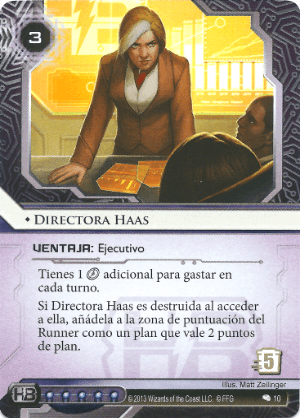 3
DIRECTORA HAAS
VENTAJA: Ejecutivo
Tienes 1 adicional para gastar en
cada turno.
Si Directora Haas es destruida al acceder
a ella, añádela a la zona de puntuación del
Runner como un plan que vale 2 puntos
de plan.
5
Illus. Matt Zeilinger
HB
© 2013 Wizards of the Coast LLC. © FFG
10